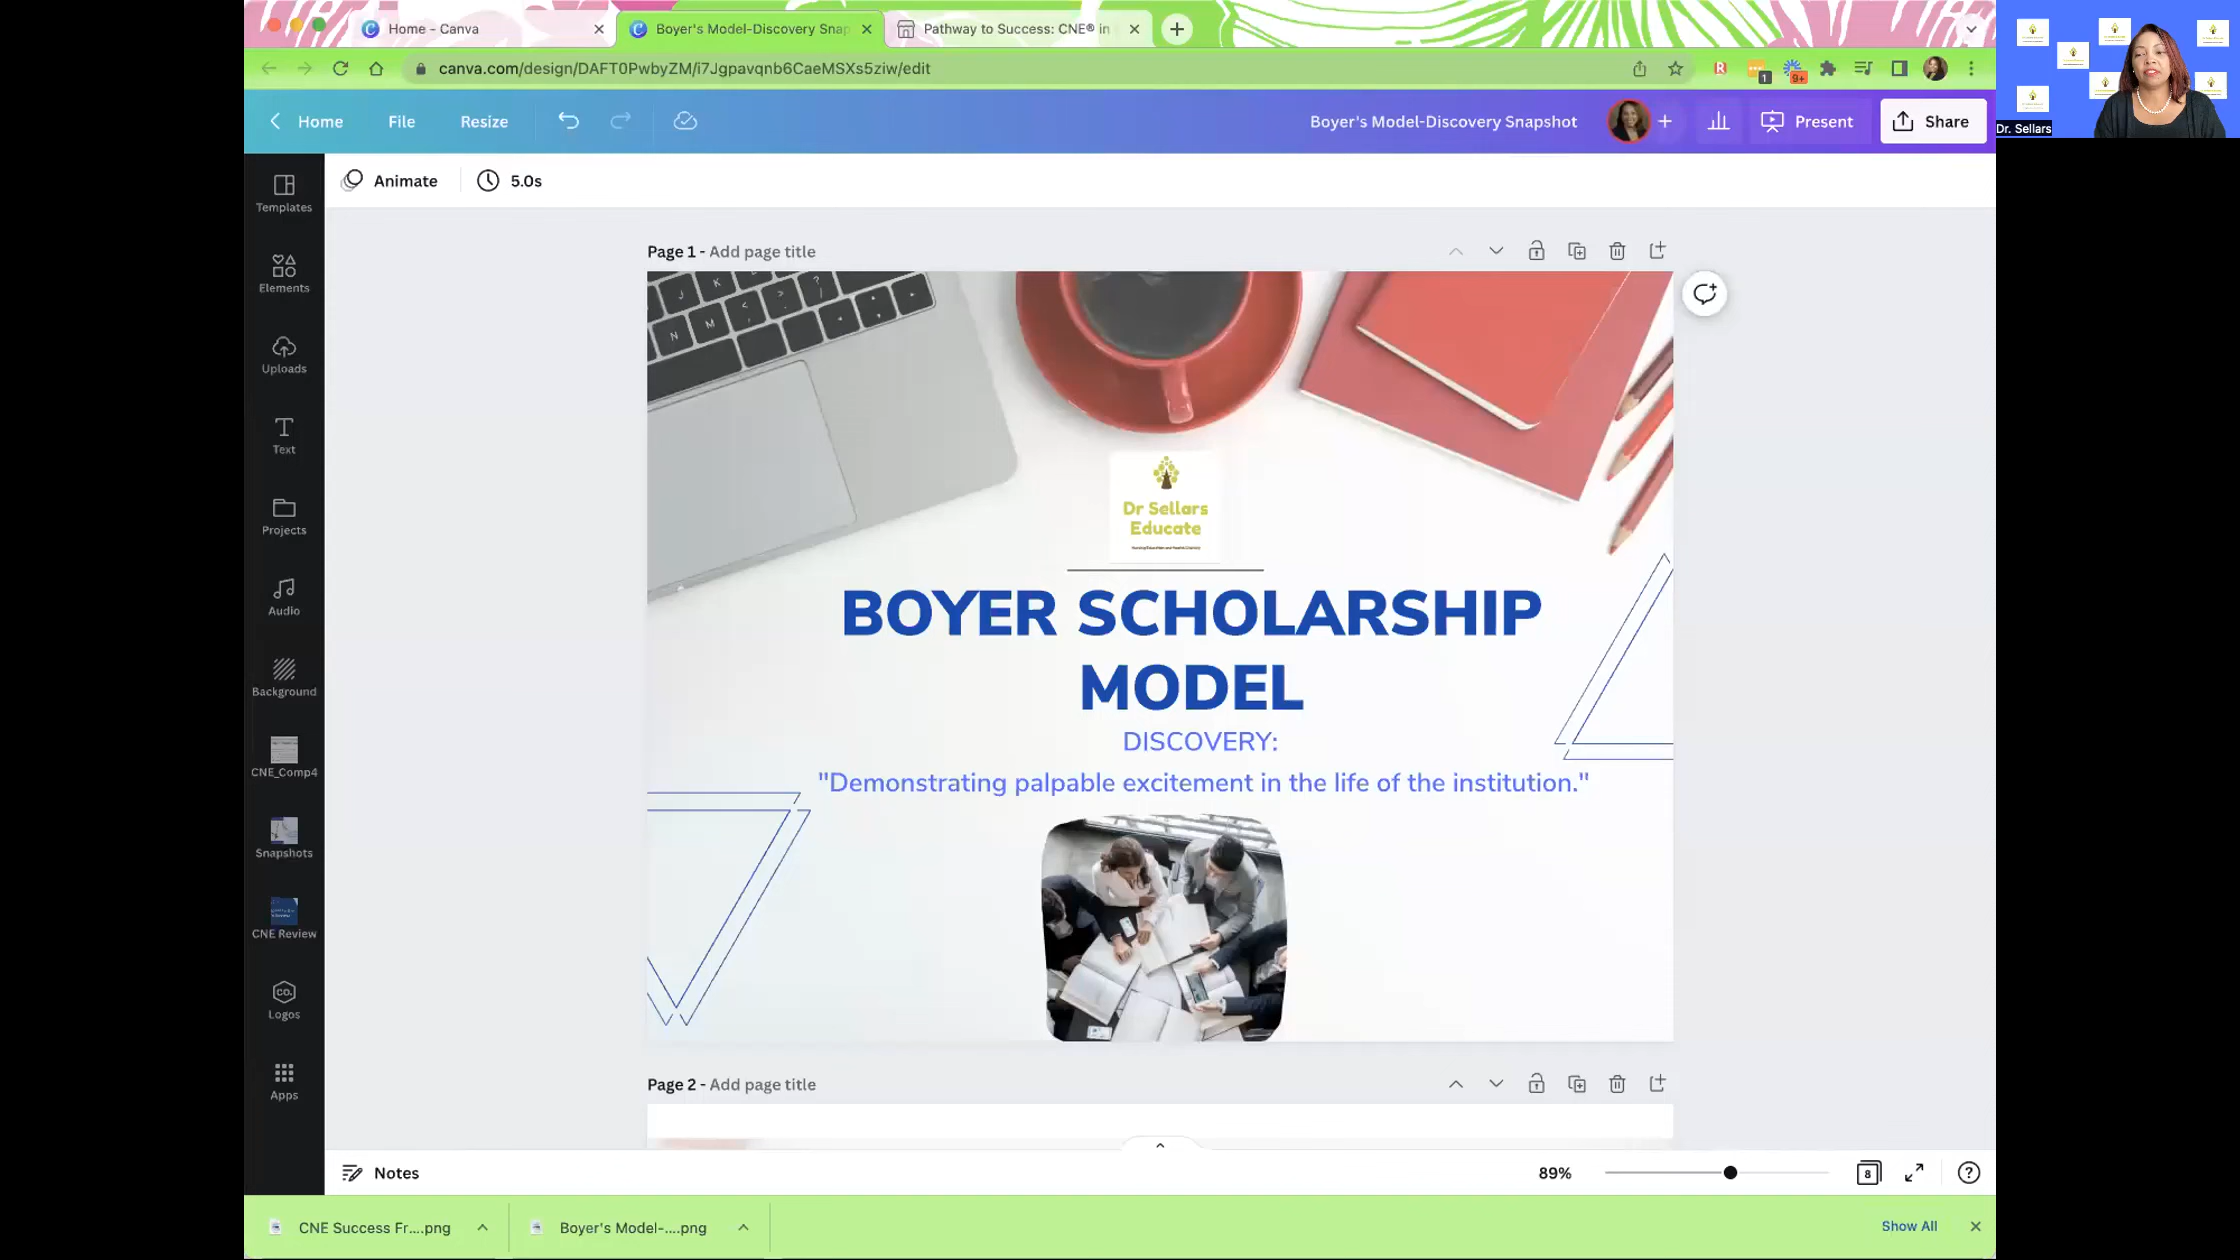 Home - Canva
Boyer's Model-Discovery Snap
Pathway to Success: CNE® in
canva.com/design/DAFT0PwbyZM/i7Jgpavqnb6CaeMSXs5ziw/edit
1
9+
Dr. Sellars
Home
File
Resize
Boyer's Model-Discovery Snapshot
Present
Share
Animate
5.0s
Templates
Elements
Uploads
Text
Projects
Audio
Background
CNE_Comp4
Snapshots
CNE Review
CO.
Logos
Apps
Page 1 - Add page title
J
K
N
M
Dr Sellars
Educate
BOYER SCHOLARSHIP
MODEL
DISCOVERY:
"Demonstrating palpable excitement in the life of the institution."
Page 2 - Add page title
Notes
89%
8
CNE Success Fr....png
Boyer's Model-....png
Show All